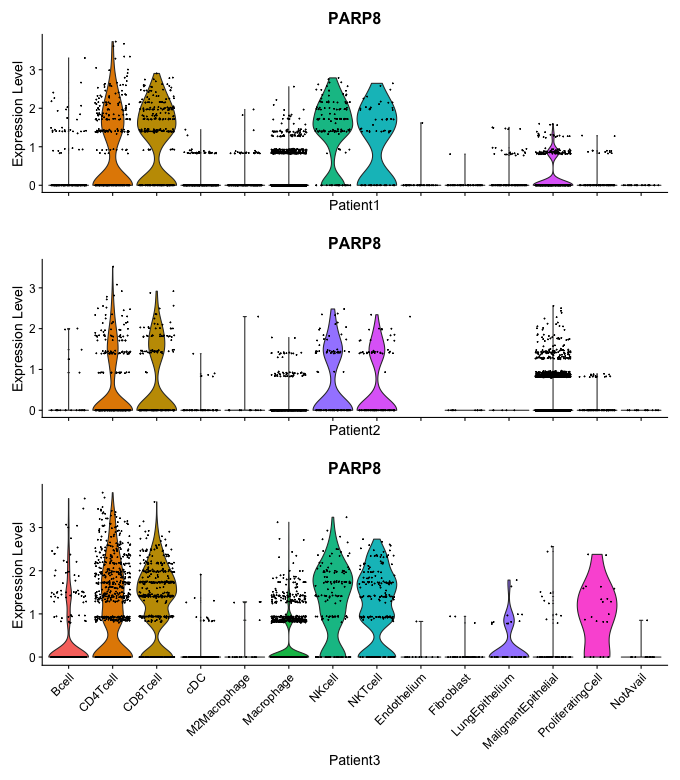 PARP8
Expression Level
3
2
1
0
Patient1
PARP8
Expression Level
3
2
1
0
Patient2
PARP8
Expression Level
3
2
1
0
Bcell
CD4Tcell
CD8Tcell
cDC
M2Macrophage
Macrophage
NKcell
NKTcell
Endothelium
Fibroblast
LungEpithelium
MalignantEpithelial
ProliferatingCell
NotAvail
Patient3